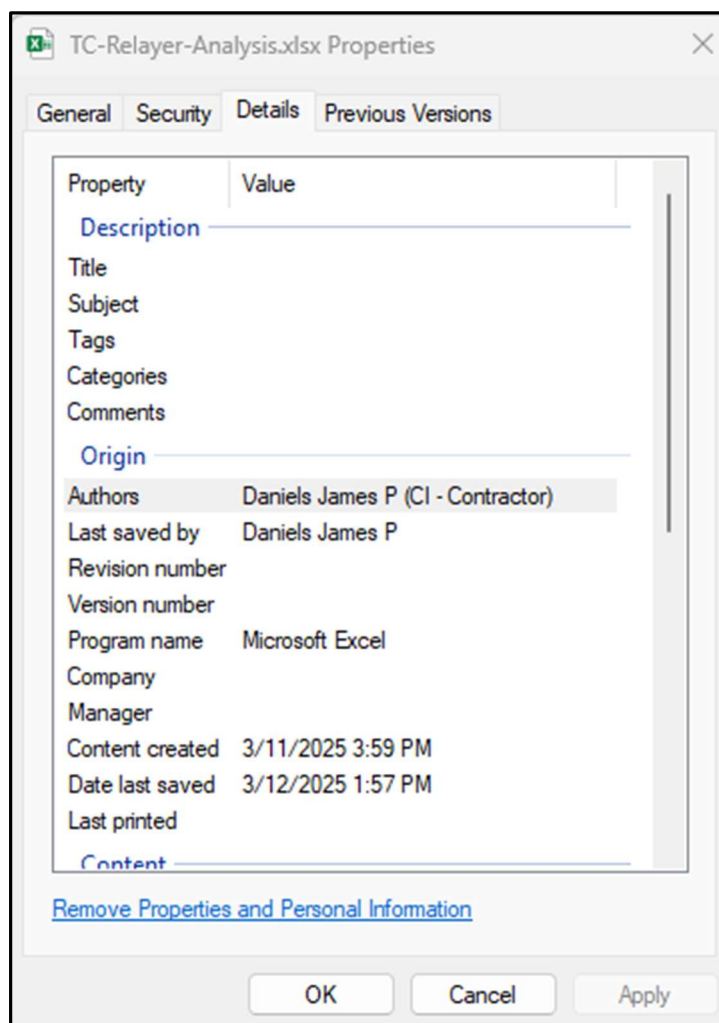 TC-Relayer-Analysis.xlsx Properties
General Security Details Previous Versions
Property Value
Description
Title
Subject
Tags
Categories
Comments
Origin
Authors Daniels James P (CI - Contractor)
Last saved by Daniels James P
Revision number
Version number
Program name Microsoft Excel
Company
Manager
Content created 3/11/2025 3:59 PM
Date last saved 3/12/2025 1:57 PM
Last printed
Content
Remove Properties and Personal Information
OK Cancel Apply